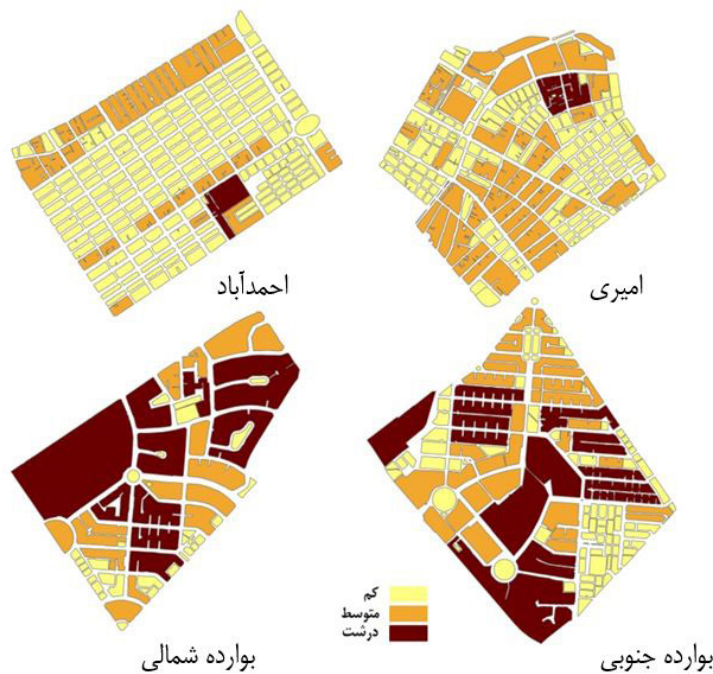 امیری
احمدآباد
کم
متوسط
درشت
بوارده جنوبی
بوارده شمالی